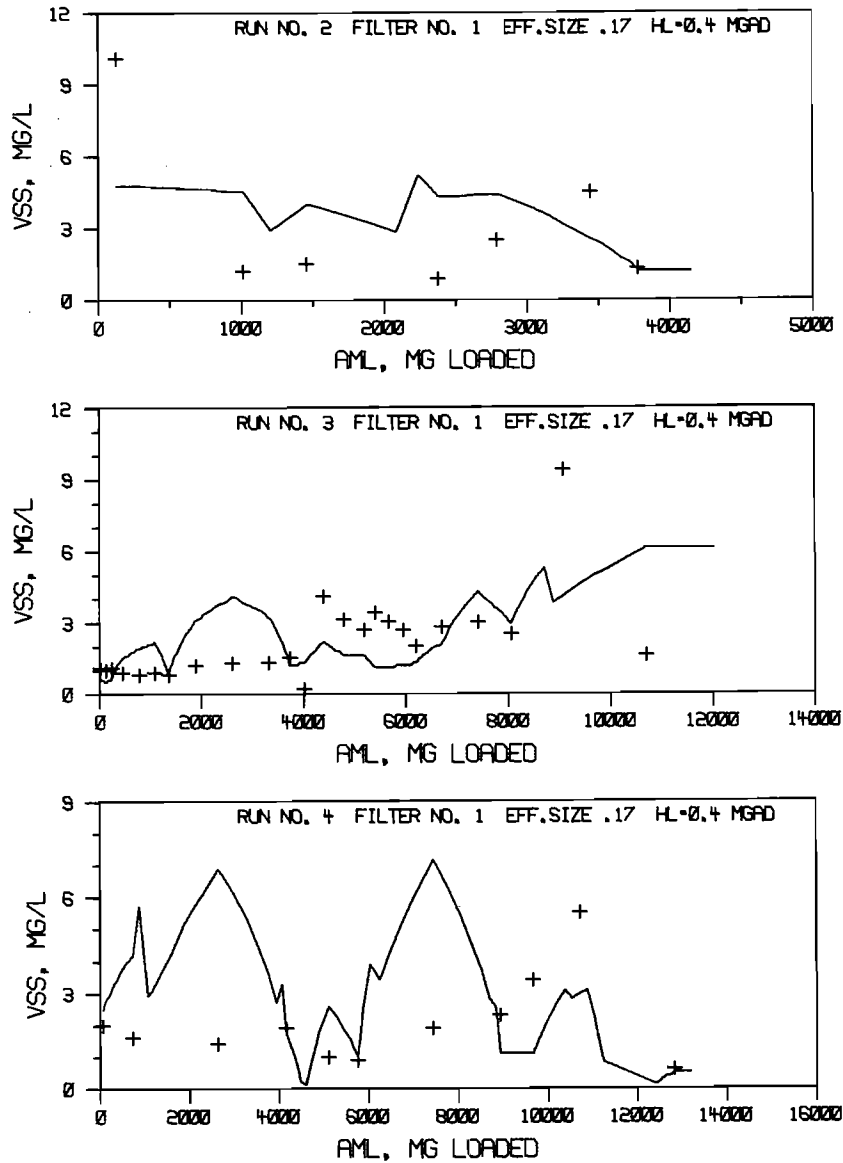 RUN NO. 2 FILTER NO. 1 EFF.SIZE .17 HL=0.4 MGAD
12
9
6
3
0
VSS, MG/L
0 1000 2000 3000 4000 5000
AML, MG LOADED
RUN NO. 3 FILTER NO. 1 EFF.SIZE .17 HL=0.4 MGAD
12
9
6
3
0
VSS, MG/L
0 2000 4000 6000 8000 10000 12000 14000
AML, MG LOADED
RUN NO. 4 FILTER NO. 1 EFF.SIZE .17 HL=0.4 MGAD
9
6
3
0
VSS, MG/L
0 2000 4000 6000 8000 10000 12000 14000 16000
AML, MG LOADED